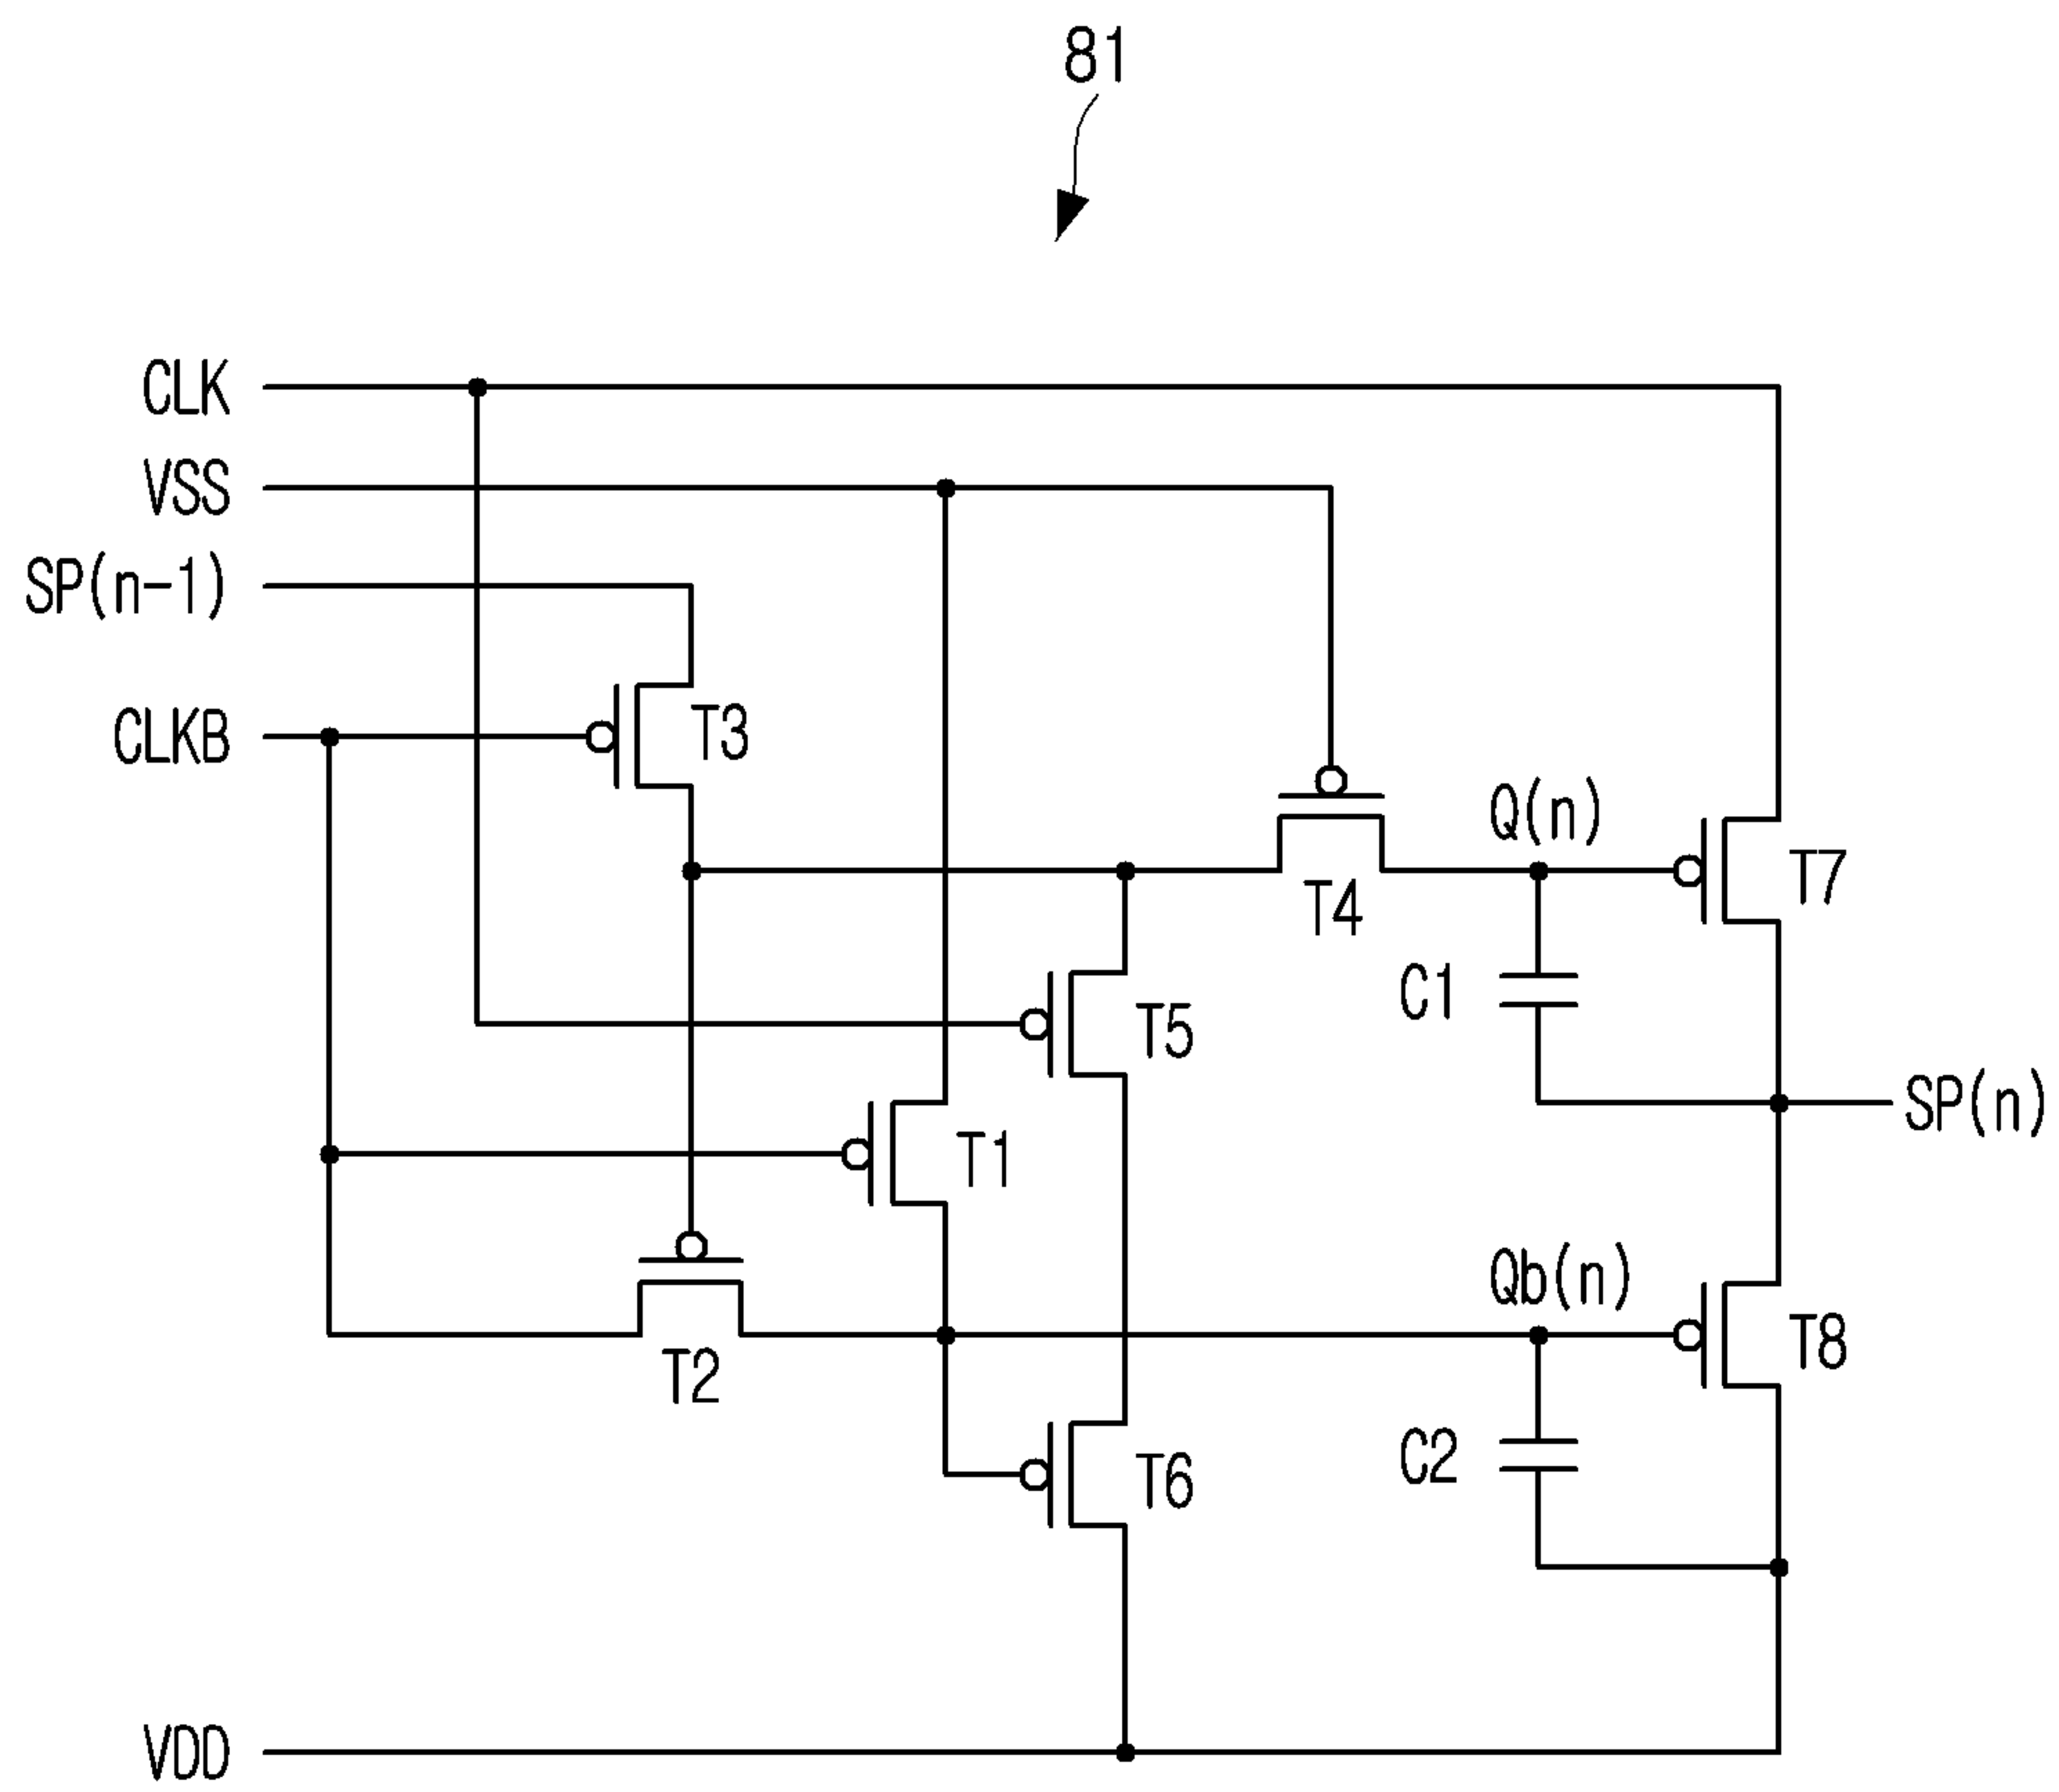 81
CLK
VSS
SP(n-1)
CLKB
T3
Q(n)
T7
T4
C1
T5
SP(n)
T1
Qb(n)
T8
T2
C2
T6
VDD